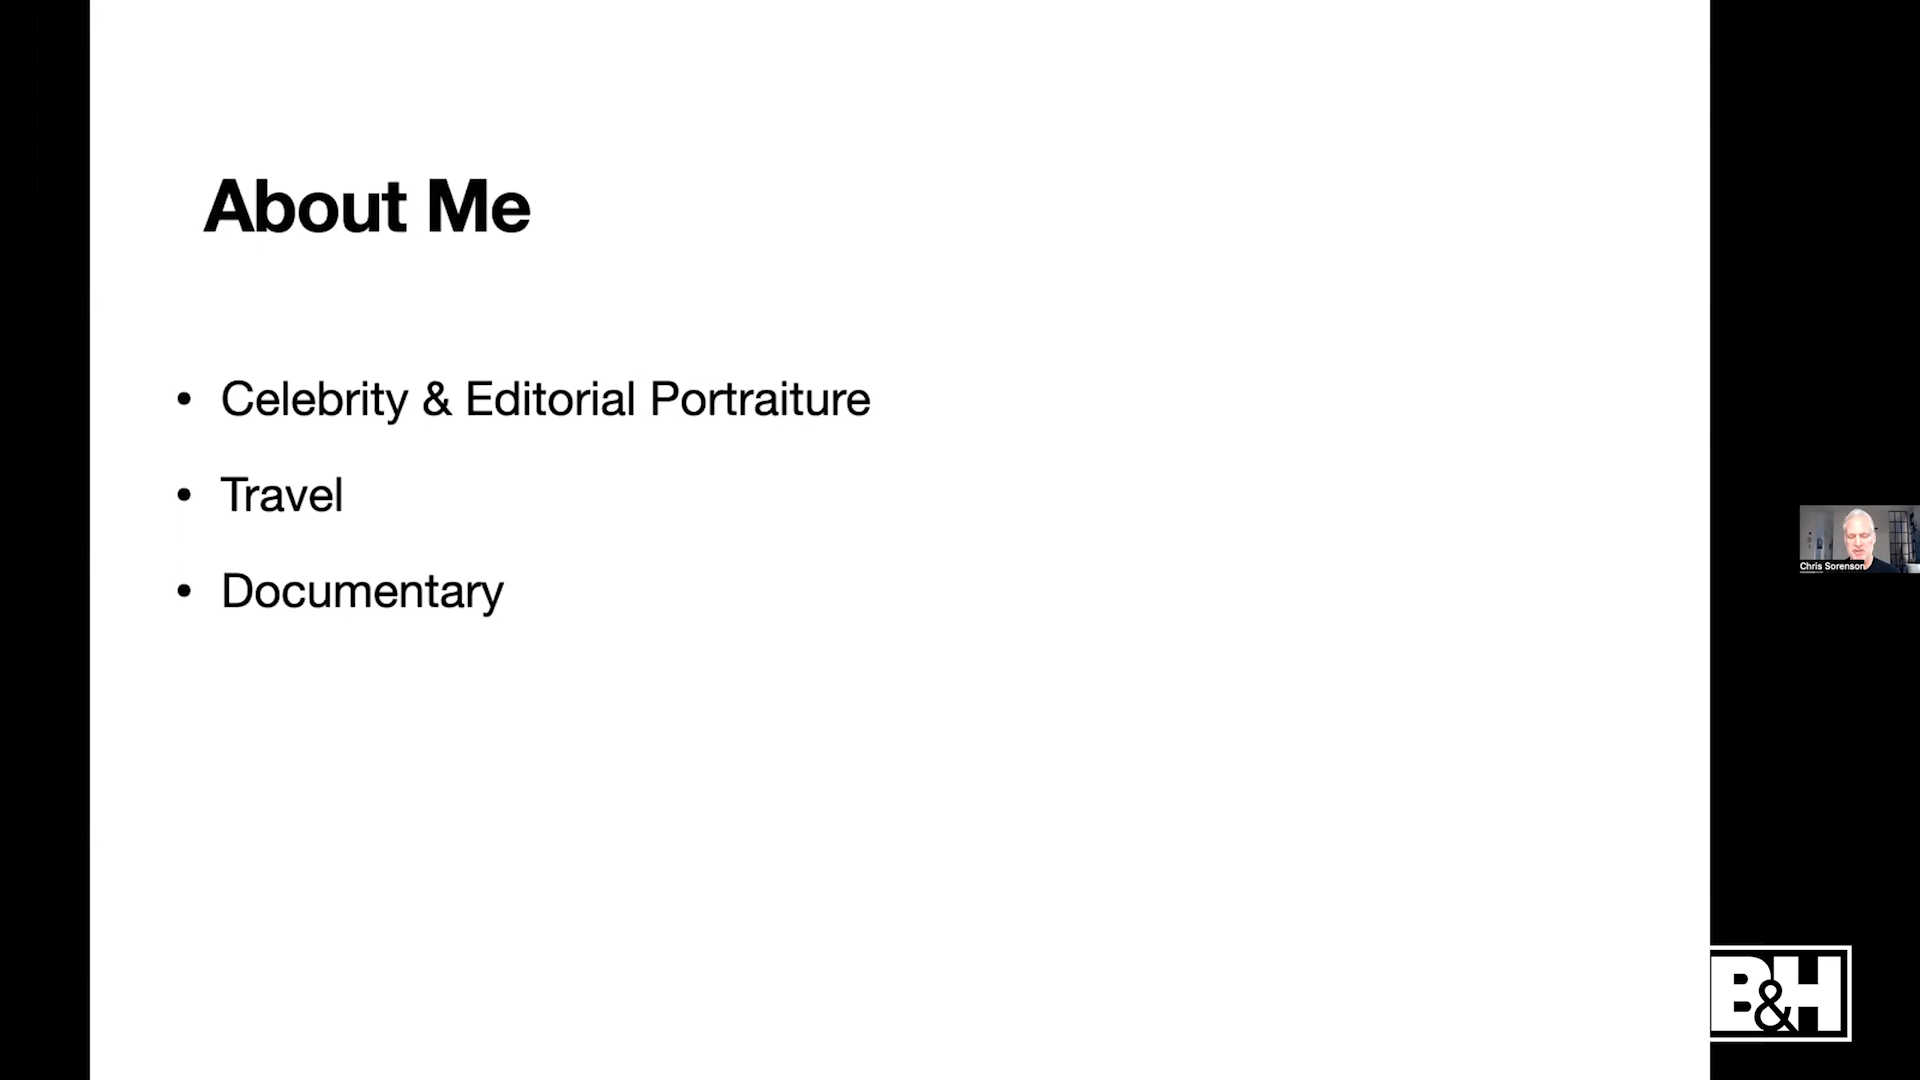 About Me
• Celebrity & Editorial Portraiture
• Travel
• Documentary
Chris Sorenson
B&H